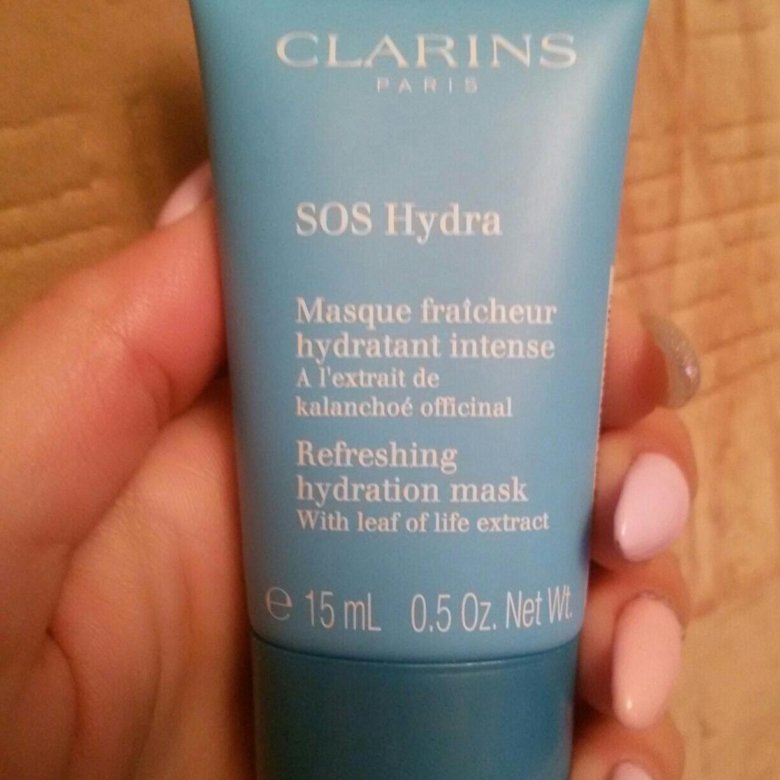 CLARINS
PARIS
SOS Hydra
Masque fraîcheur
hydratant intense
A l'extrait de
kalanchoé officinal
Refreshing
hydration mask
With leaf of life extract
℮ 15 mL 0.5 Oz. Net Wt.